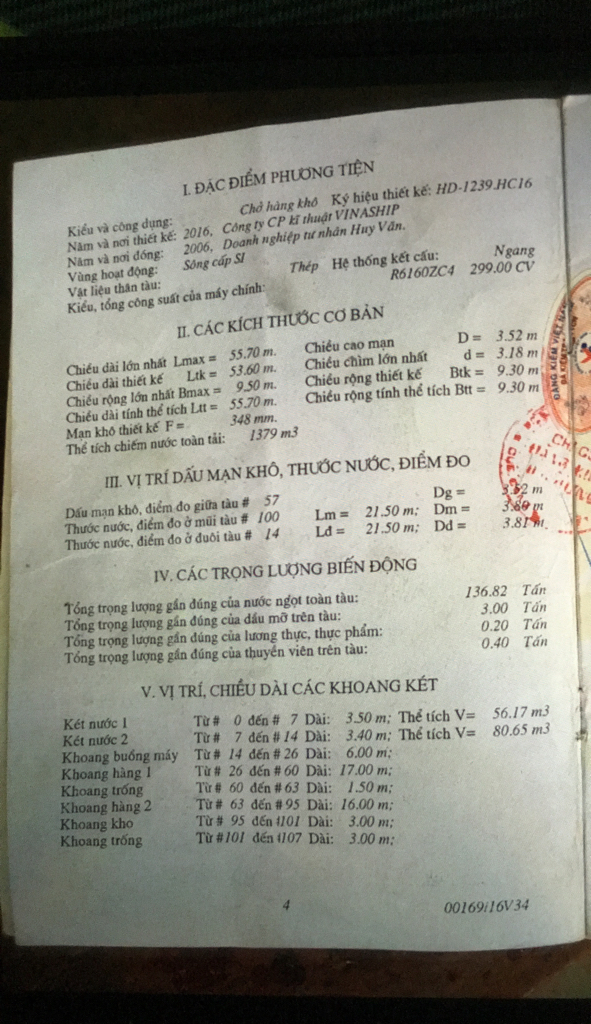 I. ĐẶC ĐIỂM PHƯƠNG TIỆN
Kiểu và công dụng: Chở hàng khô Ký hiệu thiết kế: HD-1239.HC16
Năm và nơi thiết kế: 2016, Công ty CP kĩ thuật VINASHIP
Năm và nơi đóng: 2006, Doanh nghiệp tư nhân Huy Văn.
Vùng hoạt động: Sông cấp SI
Vật liệu thân tàu: Thép Hệ thống kết cấu: Ngang
Kiểu, tổng công suất của máy chính: R6160ZC4 299.00 CV
II. CÁC KÍCH THƯỚC CƠ BẢN
Chiều dài lớn nhất Lmax = 55.70 m. Chiều cao mạn D = 3.52 m
Chiều dài thiết kế Ltk = 53.60 m. Chiều chìm lớn nhất d = 3.18 m
Chiều rộng lớn nhất Bmax = 9.50 m. Chiều rộng thiết kế Btk = 9.30 m
Chiều dài tính thể tích Ltt = 55.70 m. Chiều rộng tính thể tích Btt = 9.30 m
Mạn khô thiết kế F = 348 mm.
Thể tích chiếm nước toàn tải: 1379 m3
III. VỊ TRÍ DẤU MẠN KHÔ, THƯỚC NƯỚC, ĐIỂM ĐO
Dấu mạn khô, điểm đo giữa tàu # 57 Dg = 3.52 m
Thước nước, điểm đo ở mũi tàu # 100 Lm = 21.50 m; Dm = 3.80 m
Thước nước, điểm đo ở đuôi tàu # 14 Lđ = 21.50 m; Dd = 3.81 m
IV. CÁC TRỌNG LƯỢNG BIẾN ĐỘNG
Tổng trọng lượng gần đúng của nước ngọt toàn tàu: 136.82 Tấn
Tổng trọng lượng gần đúng của dầu mỡ trên tàu: 3.00 Tấn
Tổng trọng lượng gần đúng của lương thực, thực phẩm: 0.20 Tấn
Tổng trọng lượng gần đúng của thuyền viên trên tàu: 0.40 Tấn
V. VỊ TRÍ, CHIỀU DÀI CÁC KHOANG KÉT
Két nước 1 Từ # 0 đến # 7 Dài: 3.50 m; Thể tích V= 56.17 m3
Két nước 2 Từ # 7 đến # 14 Dài: 3.40 m; Thể tích V= 80.65 m3
Khoang buồng máy Từ # 14 đến # 26 Dài: 6.00 m;
Khoang hàng 1 Từ # 26 đến # 60 Dài: 17.00 m;
Khoang trống Từ # 60 đến # 63 Dài: 1.50 m;
Khoang hàng 2 Từ # 63 đến # 95 Dài: 16.00 m;
Khoang kho Từ # 95 đến #101 Dài: 3.00 m;
Khoang trống Từ #101 đến #107 Dài: 3.00 m;
4
00169i16V34
ĐĂNG KIỂM VIỆT NAM